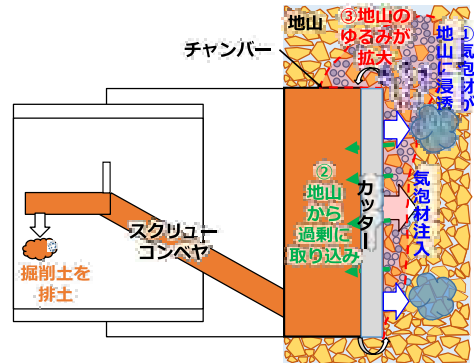 地山
③地山の
ゆるみが
拡大
①気泡材が
地山に浸透
チャンバー
②
地山
から
過剰に
取り込み
カッター
気泡材注入
スクリュー
コンベヤ
掘削土を
排土